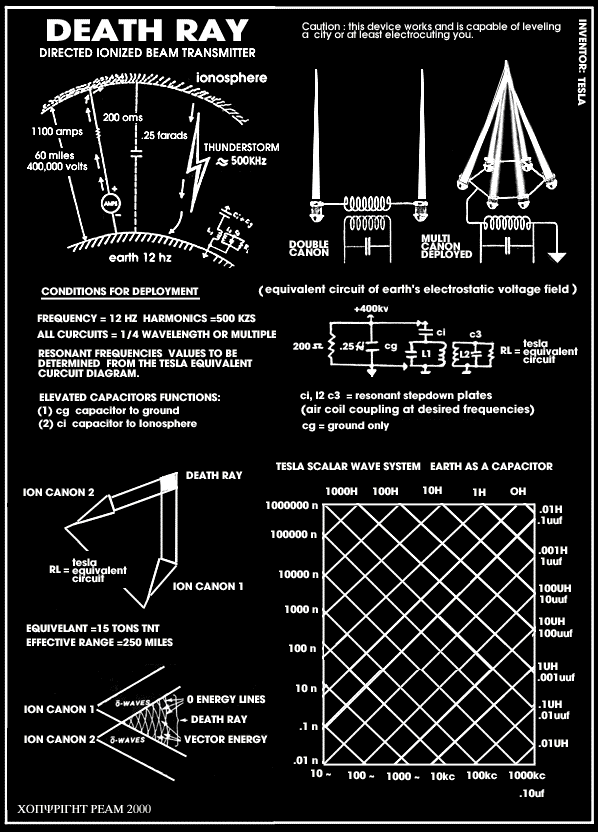 DEATH RAY
DIRECTED IONIZED BEAM TRANSMITTER
Caution : this device works and is capable of leveling
a city or at least electrocuting you.
INVENTOR: TESLA
ionosphere
1100 amps
200 oms
.25 farads
60 miles
400,000 volts
THUNDERSTORM
≈ 500KHz
AMPS
+
-
earth 12 hz
DOUBLE
CANON
MULTI
CANON
DEPLOYED
CONDITIONS FOR DEPLOYMENT
FREQUENCY = 12 HZ HARMONICS =500 KZS
ALL CURCUITS = 1/4 WAVELENGTH OR MULTIPLE
RESONANT FREQUENCIES VALUES TO BE
DETERMINED FROM THE TESLA EQUIVALENT
CURCUIT DIAGRAM.
ELEVATED CAPACITORS FUNCTIONS:
(1) cg capacitor to ground
(2) ci capacitor to Ionosphere
(equivalent circuit of earth's electrostatic voltage field )
+400kv
200 Ω
.25 f
cg
ci
L1
L2
c3
RL =
tesla
equivalent
circuit
ci, l2 c3 = resonant stepdown plates
(air coil coupling at desired frequencies)
cg = ground only
DEATH RAY
ION CANON 2
RL =
tesla
equivalent
circuit
ION CANON 1
EQUIVELANT =15 TONS TNT
EFFECTIVE RANGE =250 MILES
ION CANON 1
ION CANON 2
δ-WAVES
δ-WAVES
0 ENERGY LINES
DEATH RAY
VECTOR ENERGY
TESLA SCALAR WAVE SYSTEM EARTH AS A CAPACITOR
1000H 100H 10H 1H OH
1000000 n
100000 n
10000 n
1000 n
100 n
10 n
.1 n
.01 n
.01H
.1uuf
.001H
1uuf
100UH
10uuf
10UH
100uuf
1UH
.001uuf
.1UH
.01uuf
.01UH
10 ~ 100 ~ 1000 ~ 10kc 100kc 1000kc
.10uf
ΧΟΠΨΡΙGHT PEAM 2000